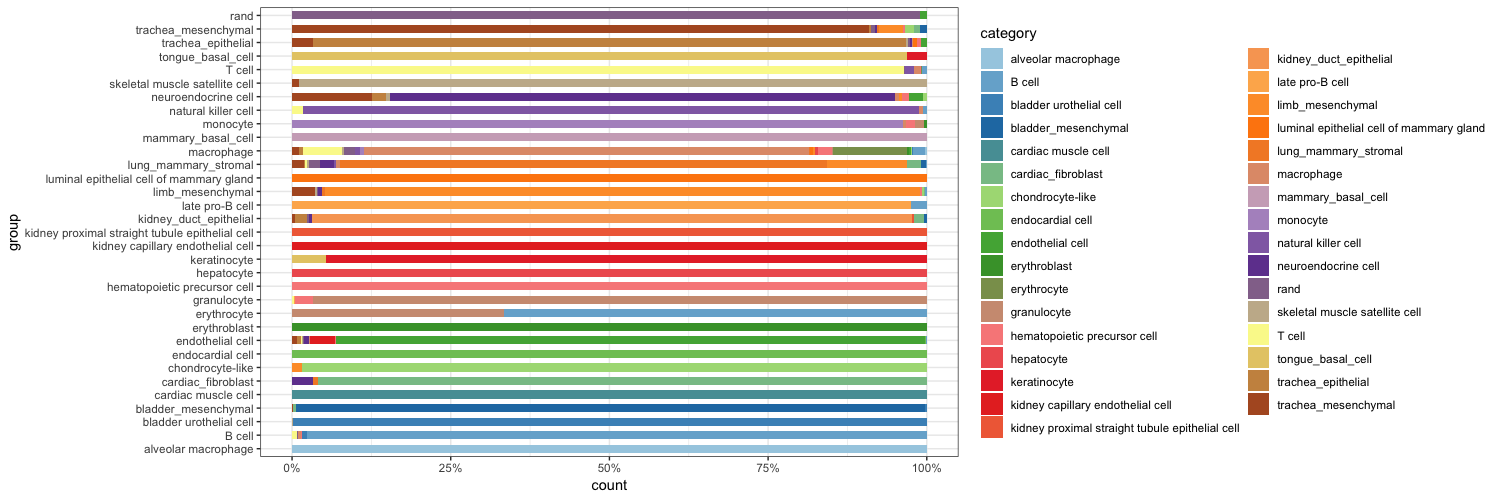 group
rand
trachea_mesenchymal
trachea_epithelial
tongue_basal_cell
T cell
skeletal muscle satellite cell
neuroendocrine cell
natural killer cell
monocyte
mammary_basal_cell
macrophage
lung_mammary_stromal
luminal epithelial cell of mammary gland
limb_mesenchymal
late pro-B cell
kidney_duct_epithelial
kidney proximal straight tubule epithelial cell
kidney capillary endothelial cell
keratinocyte
hepatocyte
hematopoietic precursor cell
granulocyte
erythrocyte
erythroblast
endothelial cell
endocardial cell
chondrocyte-like
cardiac_fibroblast
cardiac muscle cell
bladder_mesenchymal
bladder urothelial cell
B cell
alveolar macrophage
0% 25% 50% 75% 100%
count
category
alveolar macrophage
B cell
bladder urothelial cell
bladder_mesenchymal
cardiac muscle cell
cardiac_fibroblast
chondrocyte-like
endocardial cell
endothelial cell
erythroblast
erythrocyte
granulocyte
hematopoietic precursor cell
hepatocyte
keratinocyte
kidney capillary endothelial cell
kidney proximal straight tubule epithelial cell
kidney_duct_epithelial
late pro-B cell
limb_mesenchymal
luminal epithelial cell of mammary gland
lung_mammary_stromal
macrophage
mammary_basal_cell
monocyte
natural killer cell
neuroendocrine cell
rand
skeletal muscle satellite cell
T cell
tongue_basal_cell
trachea_epithelial
trachea_mesenchymal